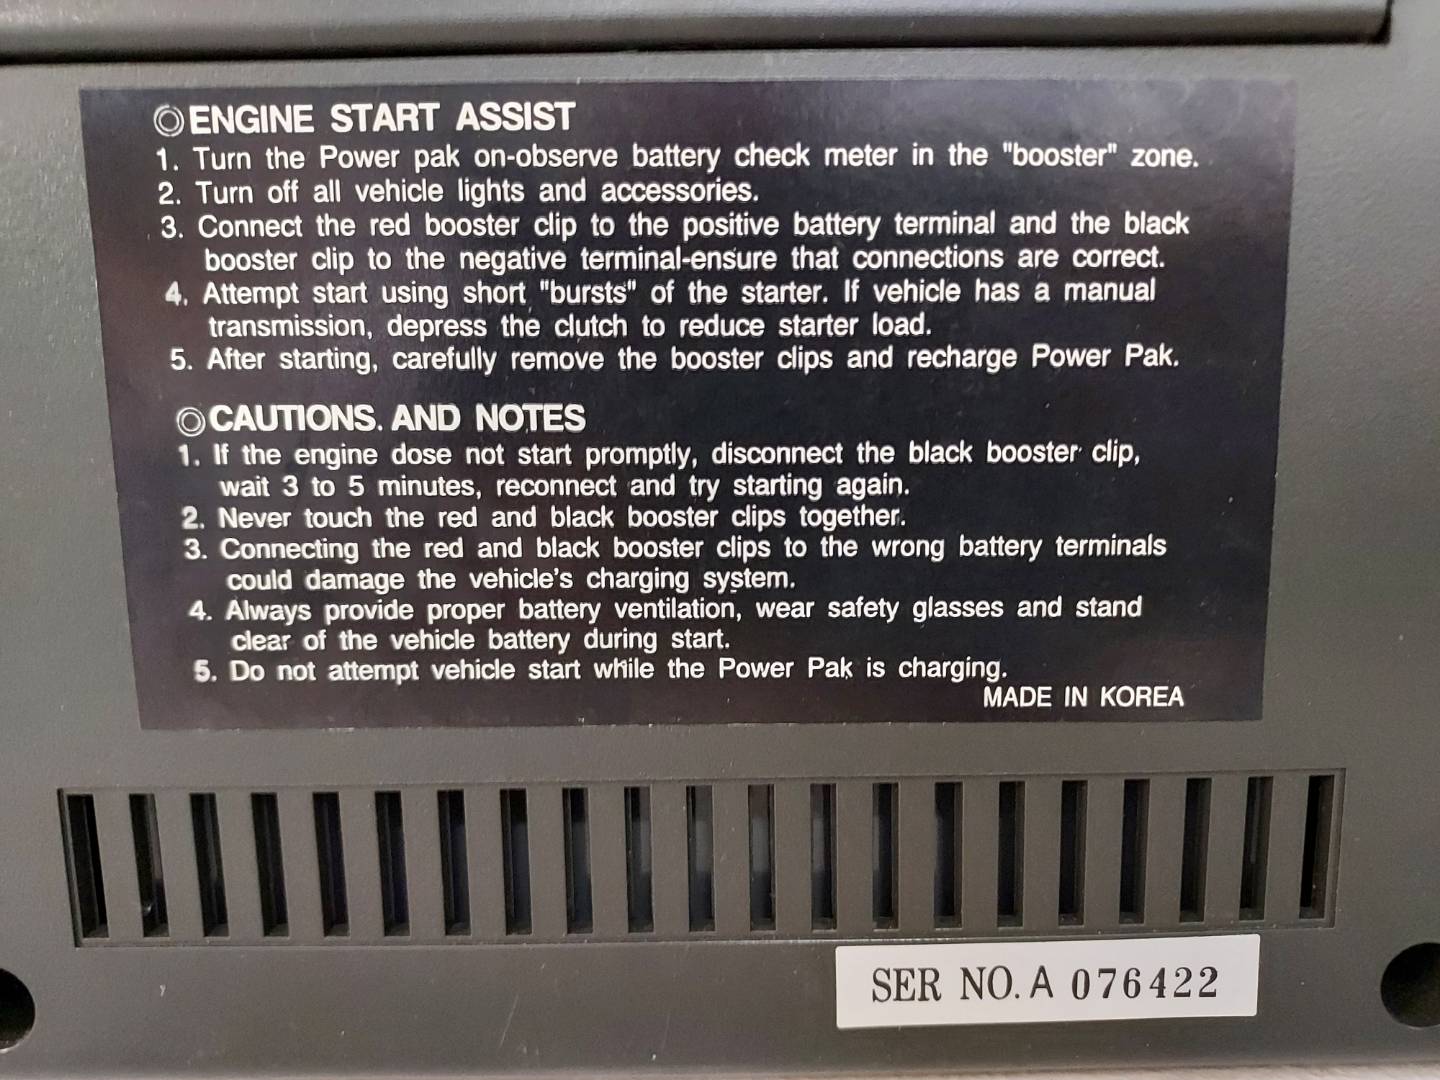 ◎ENGINE START ASSIST
1. Turn the Power pak on-observe battery check meter in the "booster" zone.
2. Turn off all vehicle lights and accessories.
3. Connect the red booster clip to the positive battery terminal and the black
booster clip to the negative terminal-ensure that connections are correct.
4. Attempt start using short "bursts" of the starter. If vehicle has a manual
transmission, depress the clutch to reduce starter load.
5. After starting, carefully remove the booster clips and recharge Power Pak.
◎CAUTIONS. AND NOTES
1. If the engine dose not start promptly, disconnect the black booster clip,
wait 3 to 5 minutes, reconnect and try starting again.
2. Never touch the red and black booster clips together.
3. Connecting the red and black booster clips to the wrong battery terminals
could damage the vehicle's charging system.
4. Always provide proper battery ventilation, wear safety glasses and stand
clear of the vehicle battery during start.
5. Do not attempt vehicle start while the Power Pak is charging.
MADE IN KOREA
SER NO. A 076422